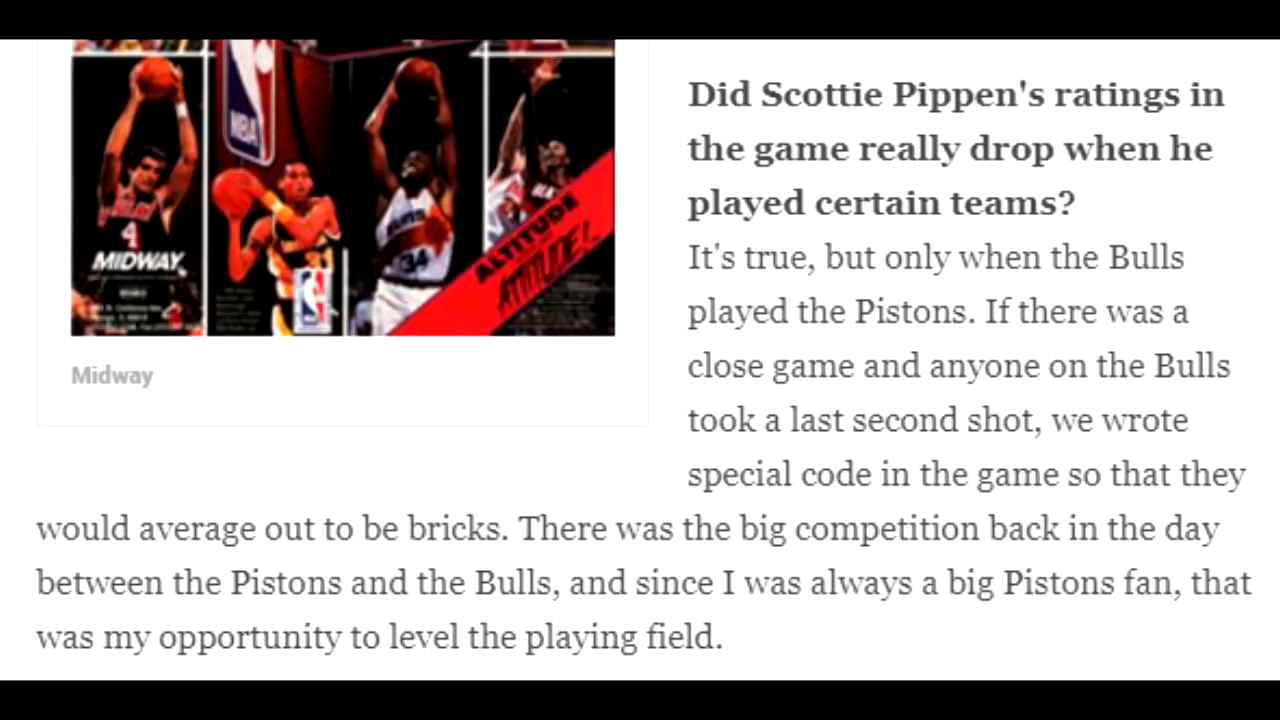 NBA
4
MIDWAY
34
ALTITUDE
ATTITUDE!
Midway
Did Scottie Pippen's ratings in
the game really drop when he
played certain teams?
It's true, but only when the Bulls
played the Pistons. If there was a
close game and anyone on the Bulls
took a last second shot, we wrote
special code in the game so that they
would average out to be bricks. There was the big competition back in the day
between the Pistons and the Bulls, and since I was always a big Pistons fan, that
was my opportunity to level the playing field.